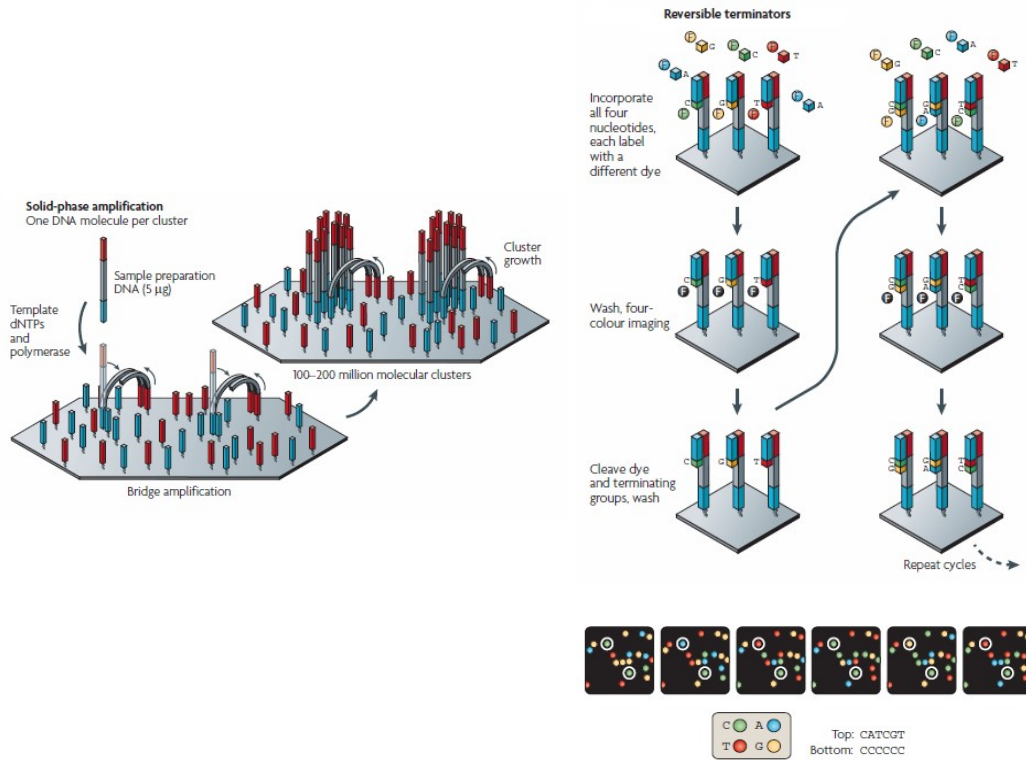 Solid-phase amplification
One DNA molecule per cluster
Sample preparation
DNA (5 µg)
Template
dNTPs
and
polymerase
Bridge amplification
Cluster
growth
100–200 million molecular clusters
Reversible terminators
F G
F C
F T
F A
F A
F G
F C
F A
F T
Incorporate
all four
nucleotides,
each label
with a
different dye
C G T
F F F
C G T
G A C
F F F
Wash, four-
colour imaging
C G T
F F F
C G T
G A C
F F F
Cleave dye
and terminating
groups, wash
C G T
C G T
G A C
Repeat cycles
C A
T G
Top: CATCGT
Bottom: CCCCCC